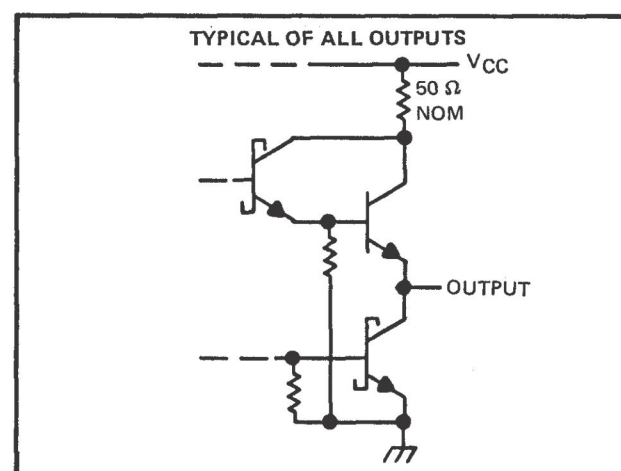 TYPICAL OF ALL OUTPUTS
VCC
50 Ω
NOM
OUTPUT